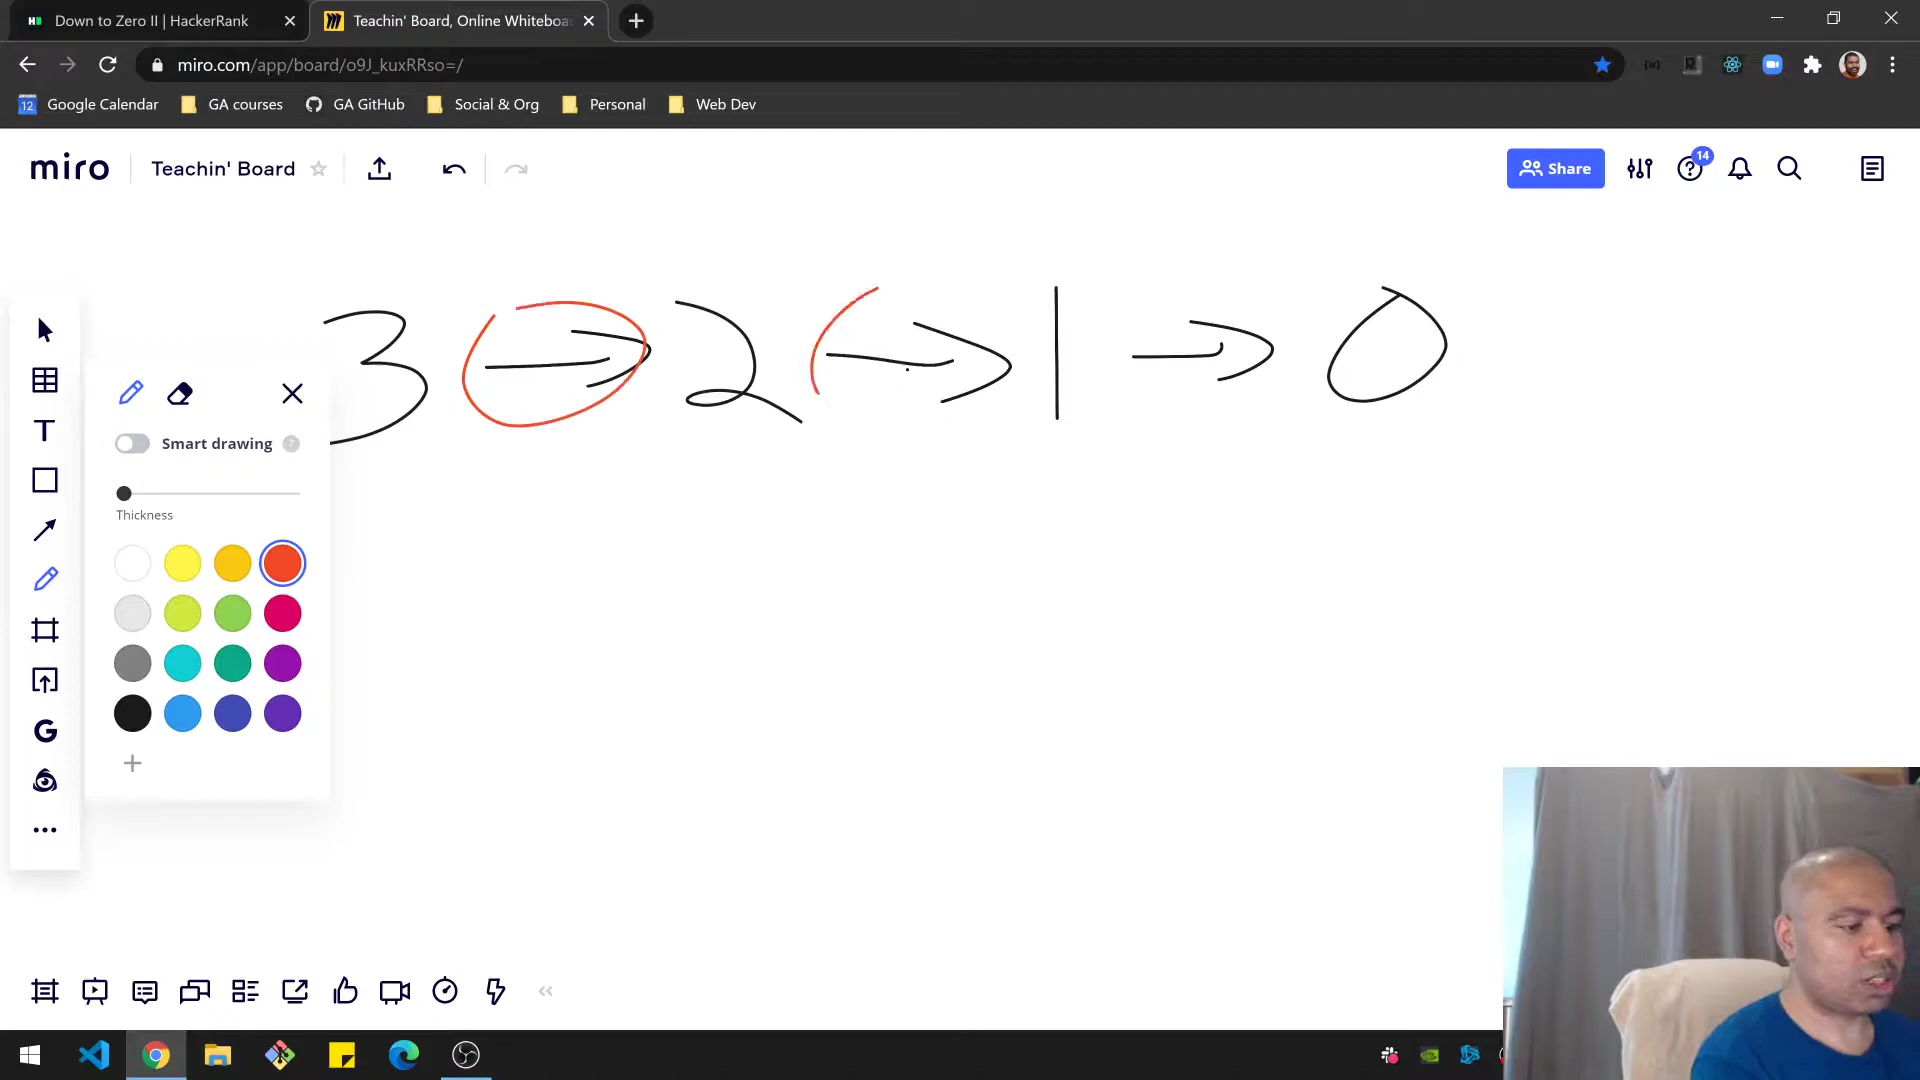 Down to Zero II | HackerRank
Teachin' Board, Online Whiteboa
miro.com/app/board/o9J_kuxRRso=/
12 Google Calendar GA courses GA GitHub Social & Org Personal Web Dev
miro Teachin' Board Share 14
3 → 2 → 1 → 0
T
Smart drawing ?
Thickness
G